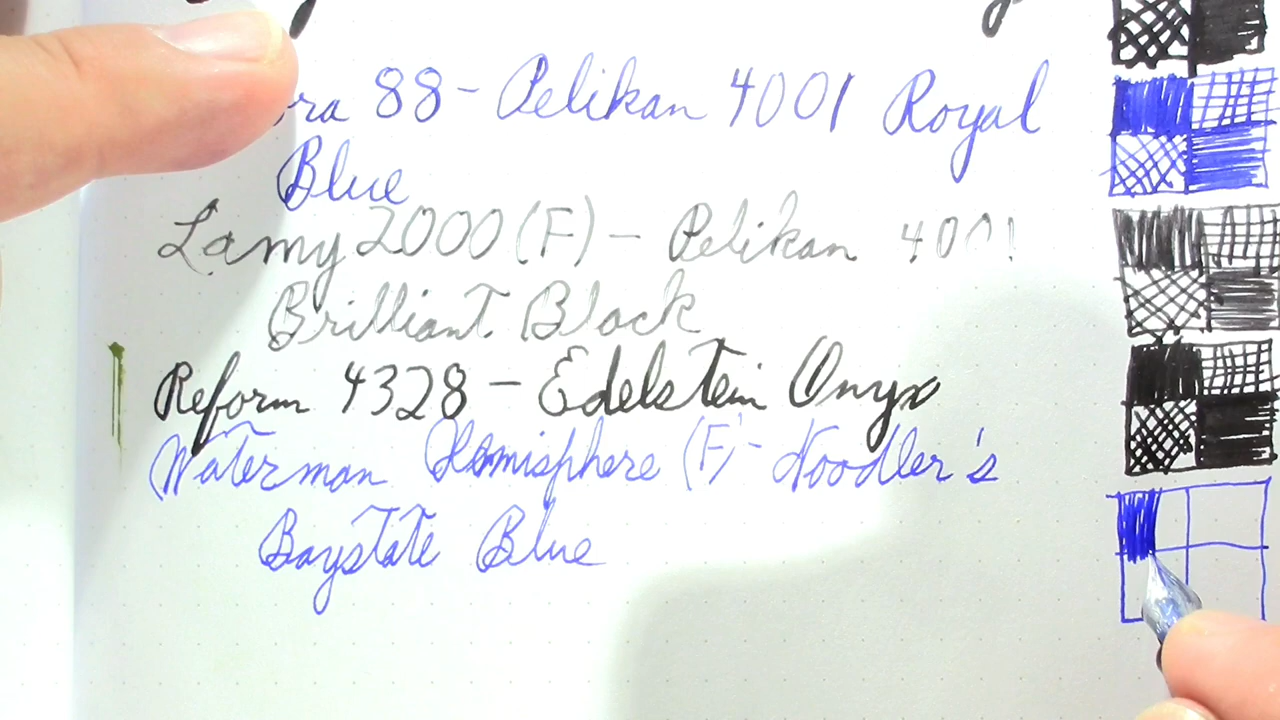 88 - Pelikan 4001 Royal
Blue
Lamy 2000 (F) - Pelikan 4001
Brilliant Black
Reform 4328 - Edelstein Onyx
Waterman Hemisphere (F) - Noodler's
Baystate Blue